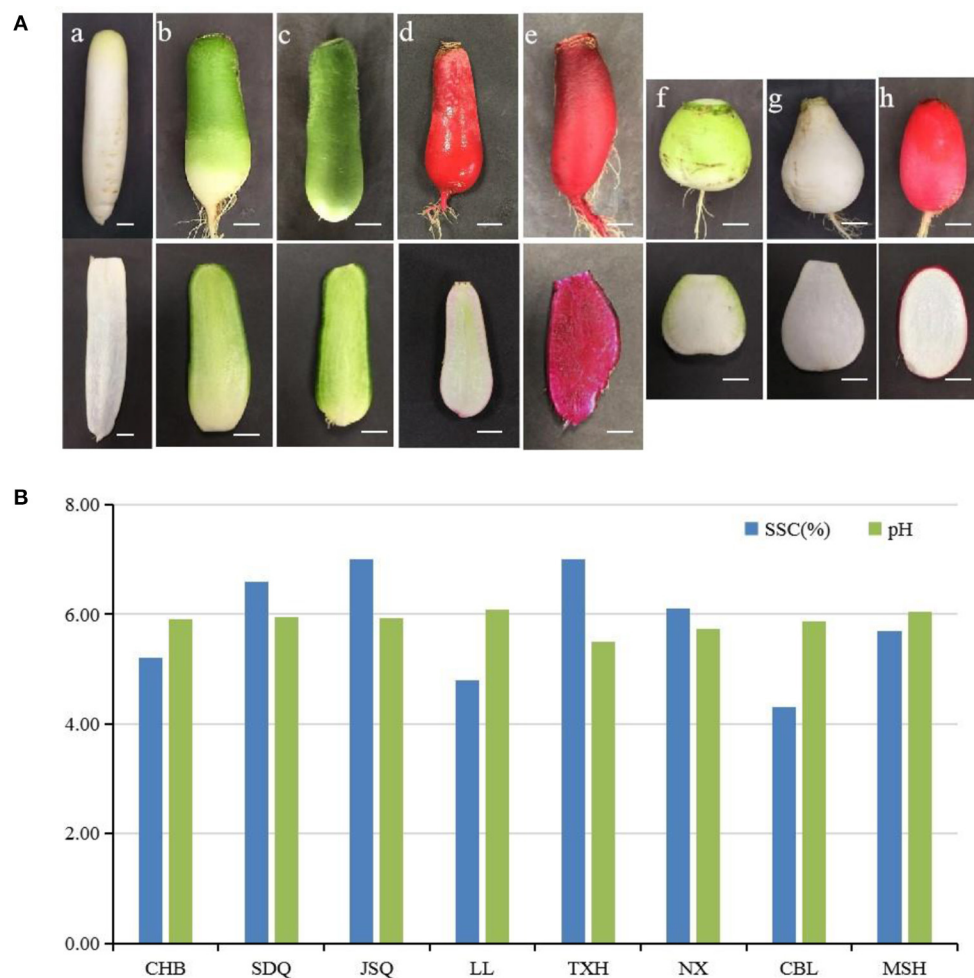 A
a b c d e f g h
B
8.00
SSC(%) pH
6.00
4.00
2.00
0.00
CHB SDQ JSQ LL TXH NX CBL MSH